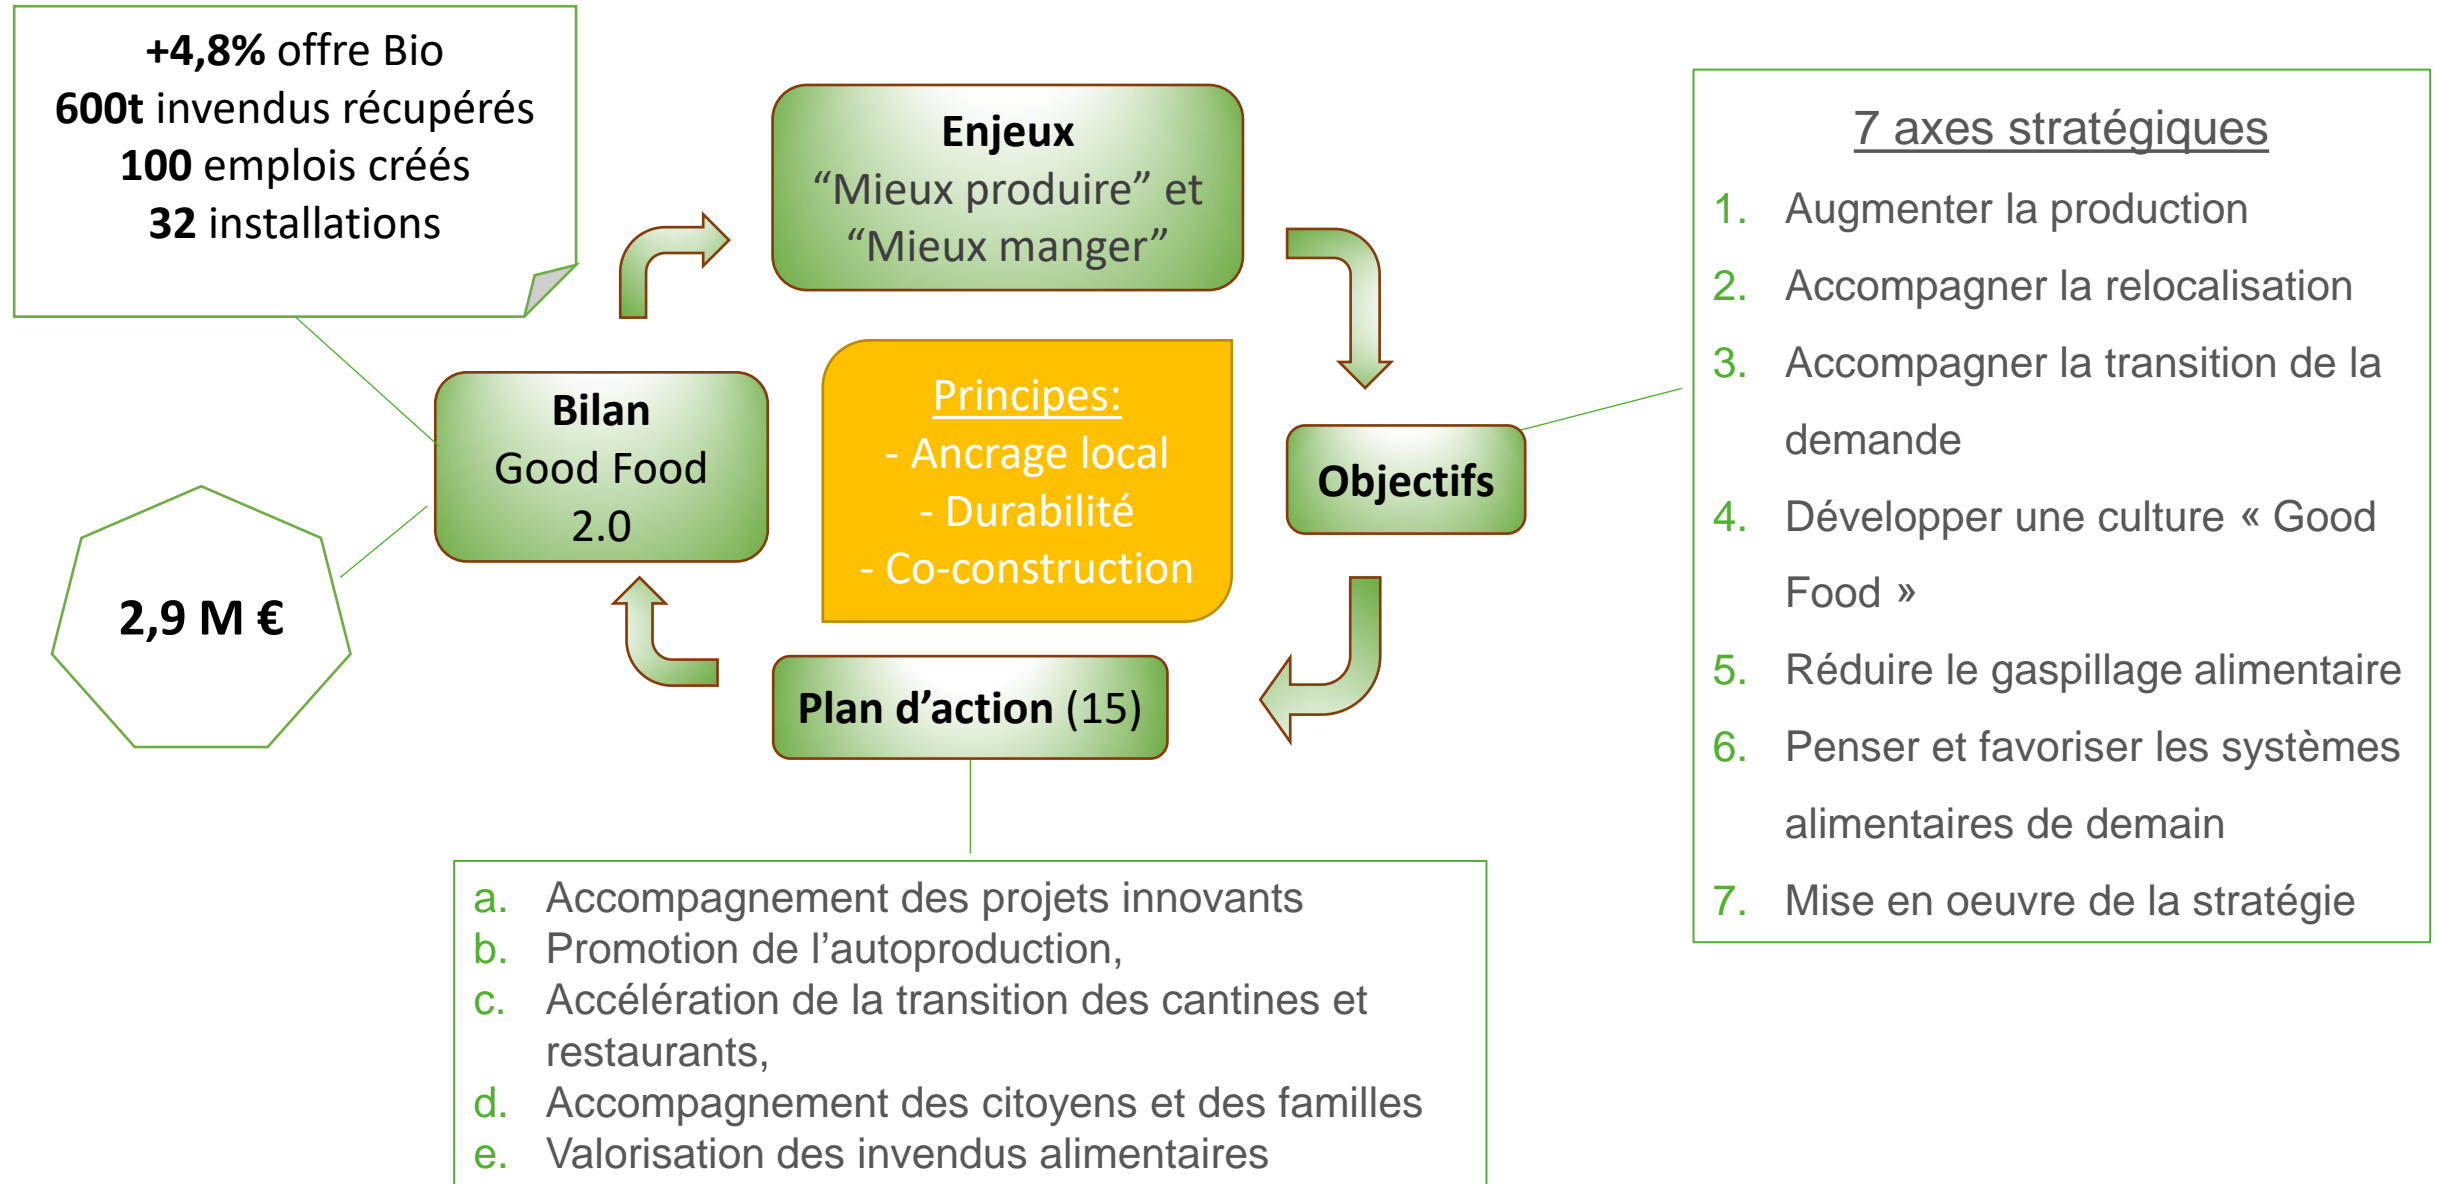 +4,8% offre Bio
600t invendus récupérés
100 emplois créés
32 installations
Enjeux
“Mieux produire” et
“Mieux manger”
Bilan
Good Food
2.0
2,9 M €
Principes:
- Ancrage local
- Durabilité
- Co-construction
Objectifs
Plan d’action (15)
7 axes stratégiques
1. Augmenter la production
2. Accompagner la relocalisation
3. Accompagner la transition de la
demande
4. Développer une culture « Good
Food »
5. Réduire le gaspillage alimentaire
6. Penser et favoriser les systèmes
alimentaires de demain
7. Mise en oeuvre de la stratégie
a. Accompagnement des projets innovants
b. Promotion de l’autoproduction,
c. Accélération de la transition des cantines et
restaurants,
d. Accompagnement des citoyens et des familles
e. Valorisation des invendus alimentaires